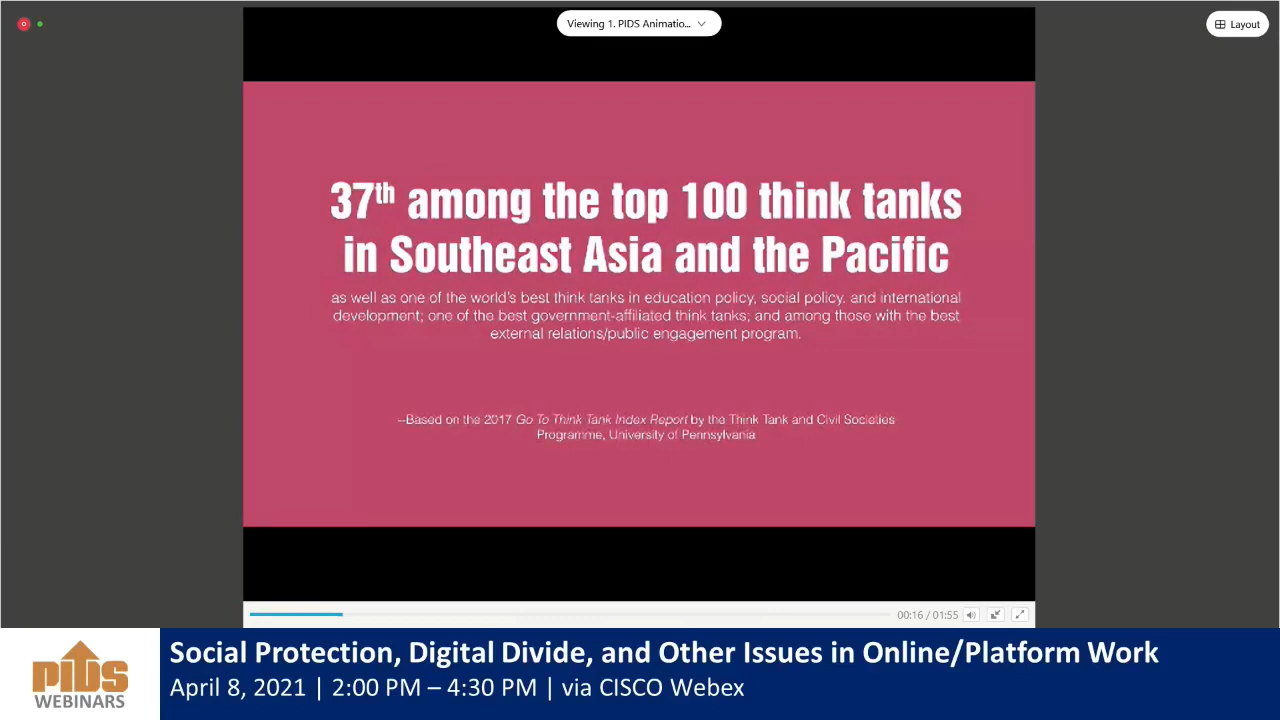 Viewing 1. PIDS Animatio...
Layout
37th among the top 100 think tanks
in Southeast Asia and the Pacific
as well as one of the world's best think tanks in education policy, social policy. and international
development; one of the best government-affiliated think tanks; and among those with the best
external relations/public engagement program.
--Based on the 2017 Go To Think Tank Index Report by the Think Tank and Civil Societies
Programme, University of Pennsylvania
00:16 / 01:55
PIDS
WEBINARS
Social Protection, Digital Divide, and Other Issues in Online/Platform Work
April 8, 2021 | 2:00 PM – 4:30 PM | via CISCO Webex